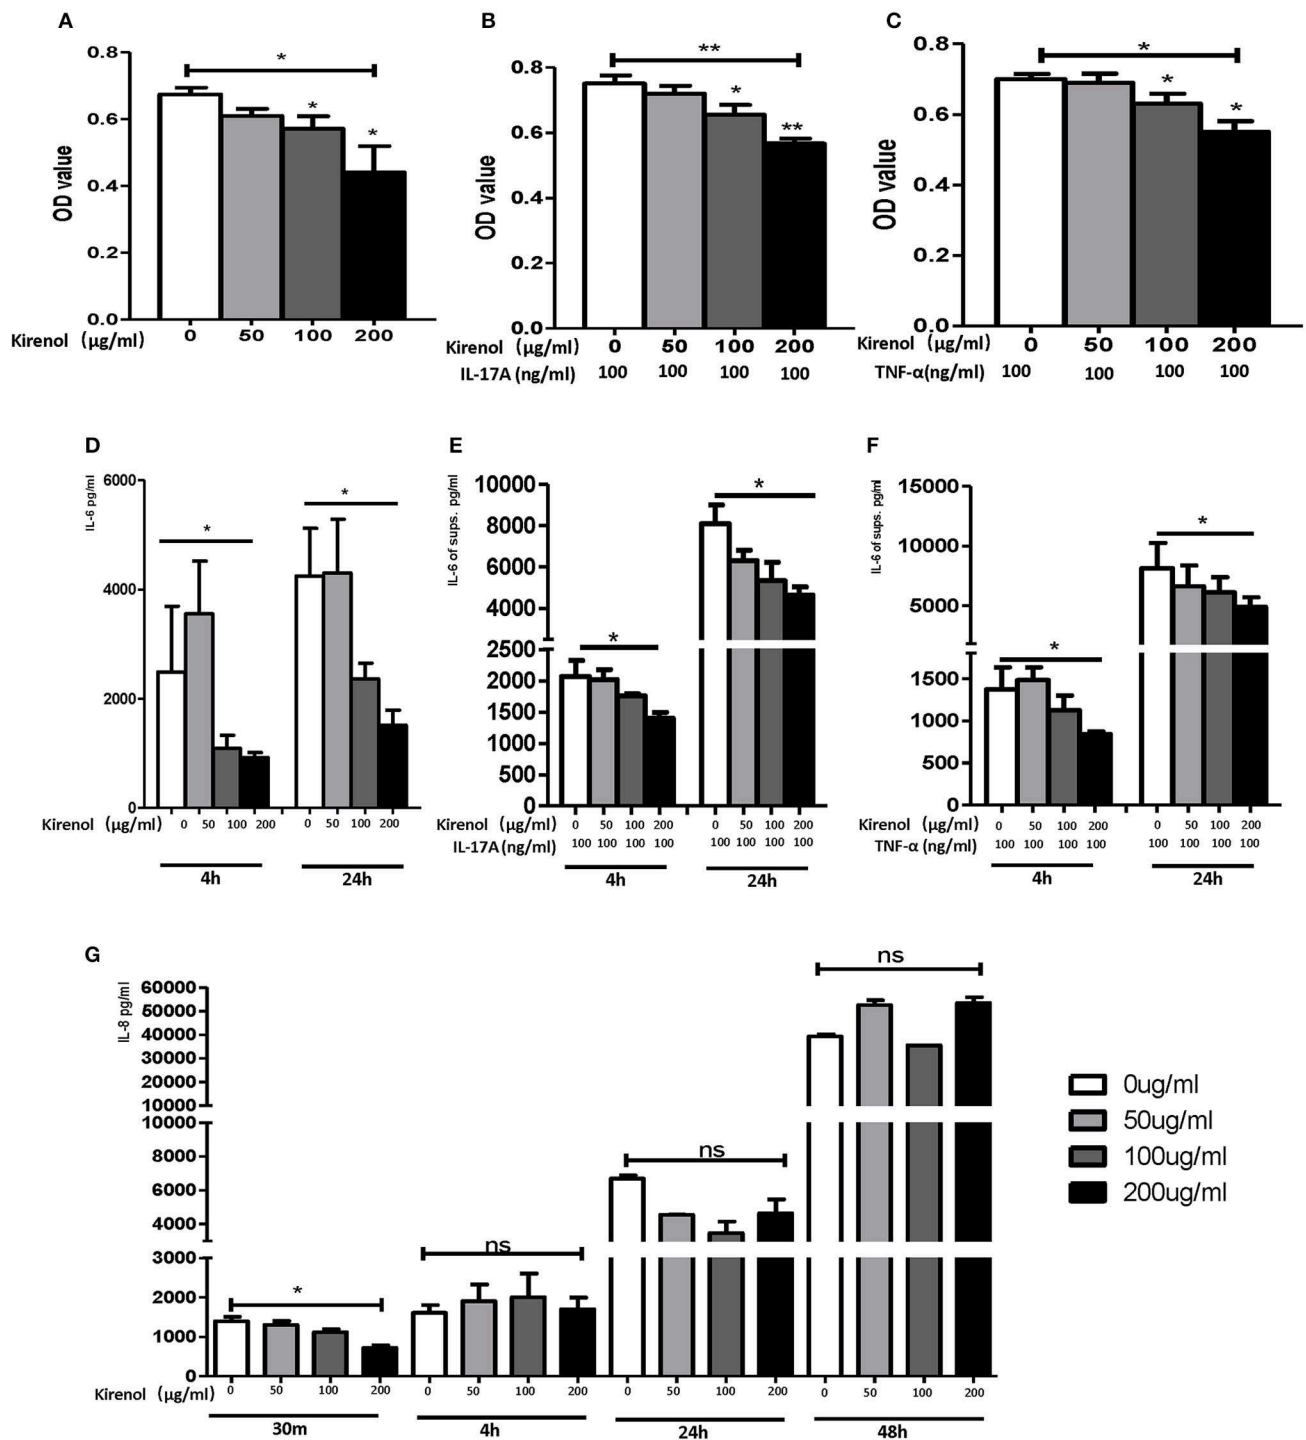 A
OD value
0.8
0.6
0.4
0.2
0.0
*
*
*
Kirenol (μg/ml) 0 50 100 200
B
OD value
0.8
0.6
0.4
0.2
0.0
**
*
**
Kirenol (μg/ml) 0 50 100 200
IL-17A (ng/ml) 100 100 100 100
C
OD value
0.8
0.6
0.4
0.2
0.0
*
*
*
Kirenol (μg/ml) 0 50 100 200
TNF-α(ng/ml) 100 100 100 100
D
IL-6 pg/ml
6000
4000
2000
0
*
*
Kirenol (μg/ml) 0 50 100 200 0 50 100 200
4h 24h
E
IL-6 of sups. pg/ml
10000
8000
6000
4000
2500
2000
1500
1000
500
0
*
*
Kirenol (μg/ml) 0 50 100 200 0 50 100 200
IL-17A (ng/ml) 100 100 100 100 100 100 100 100
4h 24h
F
IL-6 of sups. pg/ml
15000
10000
5000
1500
1000
500
0
*
*
Kirenol (μg/ml) 0 50 100 200 0 50 100 200
TNF-α (ng/ml) 100 100 100 100 100 100 100 100
4h 24h
G
IL-8 pg/ml
60000
50000
40000
30000
20000
10000
10000
8000
6000
4000
3000
2000
1000
0
*
ns
ns
ns
Kirenol (μg/ml) 0 50 100 200 0 50 100 200 0 50 100 200 0 50 100 200
30m 4h 24h 48h
0ug/ml
50ug/ml
100ug/ml
200ug/ml